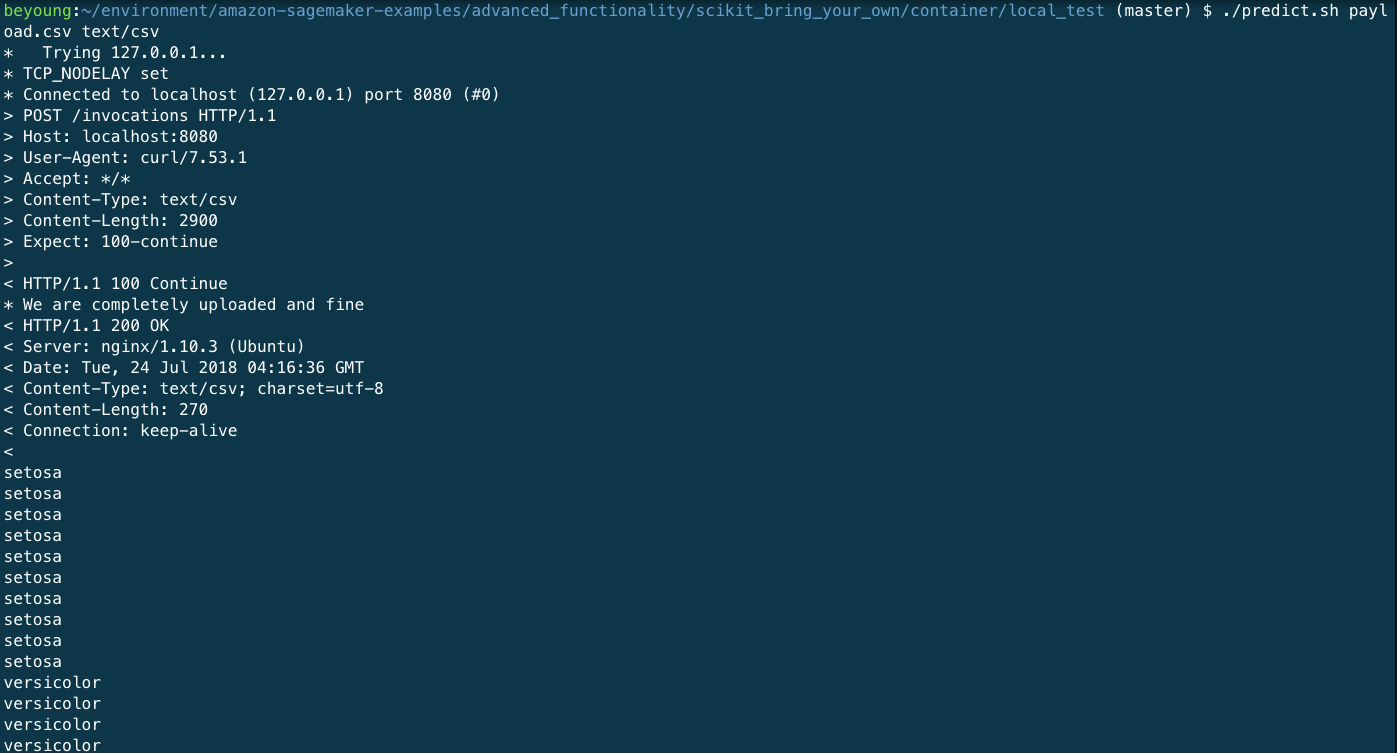 beyoung:~/environment/amazon-sagemaker-examples/advanced_functionality/scikit_bring_your_own/container/local_test (master) $ ./predict.sh payl
oad.csv text/csv
*   Trying 127.0.0.1...
* TCP_NODELAY set
* Connected to localhost (127.0.0.1) port 8080 (#0)
> POST /invocations HTTP/1.1
> Host: localhost:8080
> User-Agent: curl/7.53.1
> Accept: */*
> Content-Type: text/csv
> Content-Length: 2900
> Expect: 100-continue
>
< HTTP/1.1 100 Continue
* We are completely uploaded and fine
< HTTP/1.1 200 OK
< Server: nginx/1.10.3 (Ubuntu)
< Date: Tue, 24 Jul 2018 04:16:36 GMT
< Content-Type: text/csv; charset=utf-8
< Content-Length: 270
< Connection: keep-alive
<
setosa
setosa
setosa
setosa
setosa
setosa
setosa
setosa
setosa
setosa
versicolor
versicolor
versicolor
versicolor